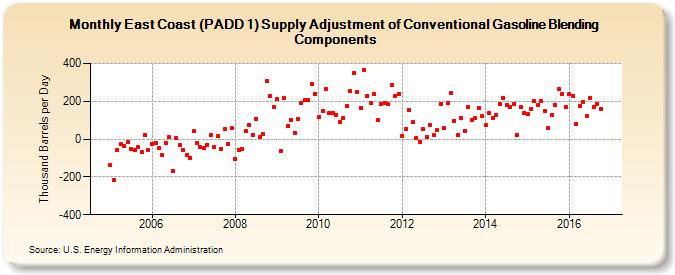 Monthly East Coast (PADD 1) Supply Adjustment of Conventional Gasoline Blending
Components
Thousand Barrels per Day
400
200
0
-200
-400
2006
2008
2010
2012
2014
2016
Source: U.S. Energy Information Administration